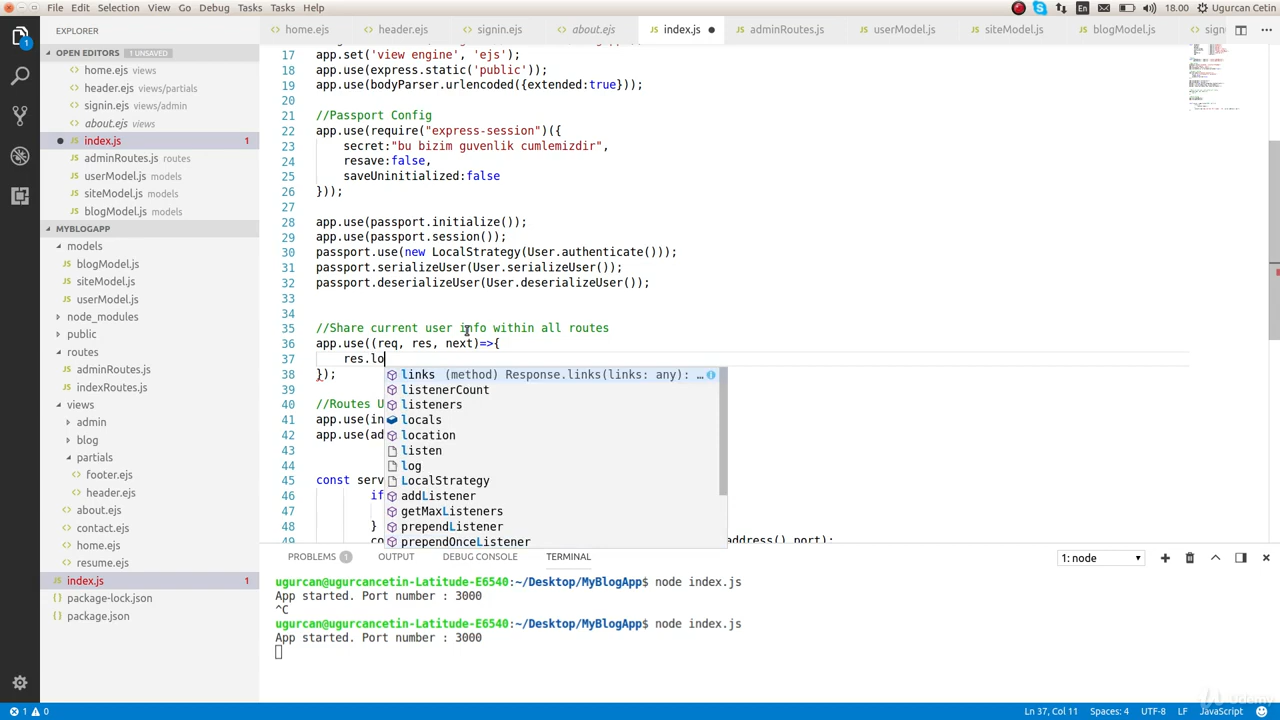 File Edit Selection View Go Debug Tasks Help
En
18.00 Ugurcan Cetin
EXPLORER
home.ejs header.ejs signin.ejs about.ejs index.js adminRoutes.js userModel.js siteModel.js blogModel.js
OPEN EDITORS 1 UNSAVED
home.ejs views
header.ejs views/partials
signin.ejs views/admin
about.ejs views
index.js 1
adminRoutes.js routes
userModel.js models
siteModel.js models
blogModel.js models
MYBLOGAPP
models
blogModel.js
siteModel.js
userModel.js
node_modules
public
routes
adminRoutes.js
indexRoutes.js
views
admin
blog
partials
footer.ejs
header.ejs
about.ejs
contact.ejs
home.ejs
resume.ejs
index.js 1
package-lock.json
package.json
17 app.set('view engine', 'ejs');
18 app.use(express.static('public'));
19 app.use(bodyParser.urlencoded({extended:true}));
20
21 //Passport Config
22 app.use(require("express-session")({
23 secret:"bu bizim guvenlik cumlemizdir",
24 resave:false,
25 saveUninitialized:false
26 }));
27
28 app.use(passport.initialize());
29 app.use(passport.session());
30 passport.use(new LocalStrategy(User.authenticate()));
31 passport.serializeUser(User.serializeUser());
32 passport.deserializeUser(User.deserializeUser());
33
34
35 //Share current user info within all routes
36 app.use((req, res, next)=>{
37 res.lo
38 });
39
40 //Routes U
41 app.use(in
42 app.use(ad
43
44
45 const serv
46 if
47
48 }
49 co ddress().port);
links (method) Response.links(links: any): …
listenerCount
listeners
locals
location
listen
log
LocalStrategy
addListener
getMaxListeners
prependListener
prependOnceListener
PROBLEMS 1 OUTPUT DEBUG CONSOLE TERMINAL
1: node
ugurcan@ugurcancetin-Latitude-E6540:~/Desktop/MyBlogApp$ node index.js
App started. Port number : 3000
^C
ugurcan@ugurcancetin-Latitude-E6540:~/Desktop/MyBlogApp$ node index.js
App started. Port number : 3000
1 0
Ln 37, Col 11 Spaces: 4 UTF-8 LF JavaScript
Udemy